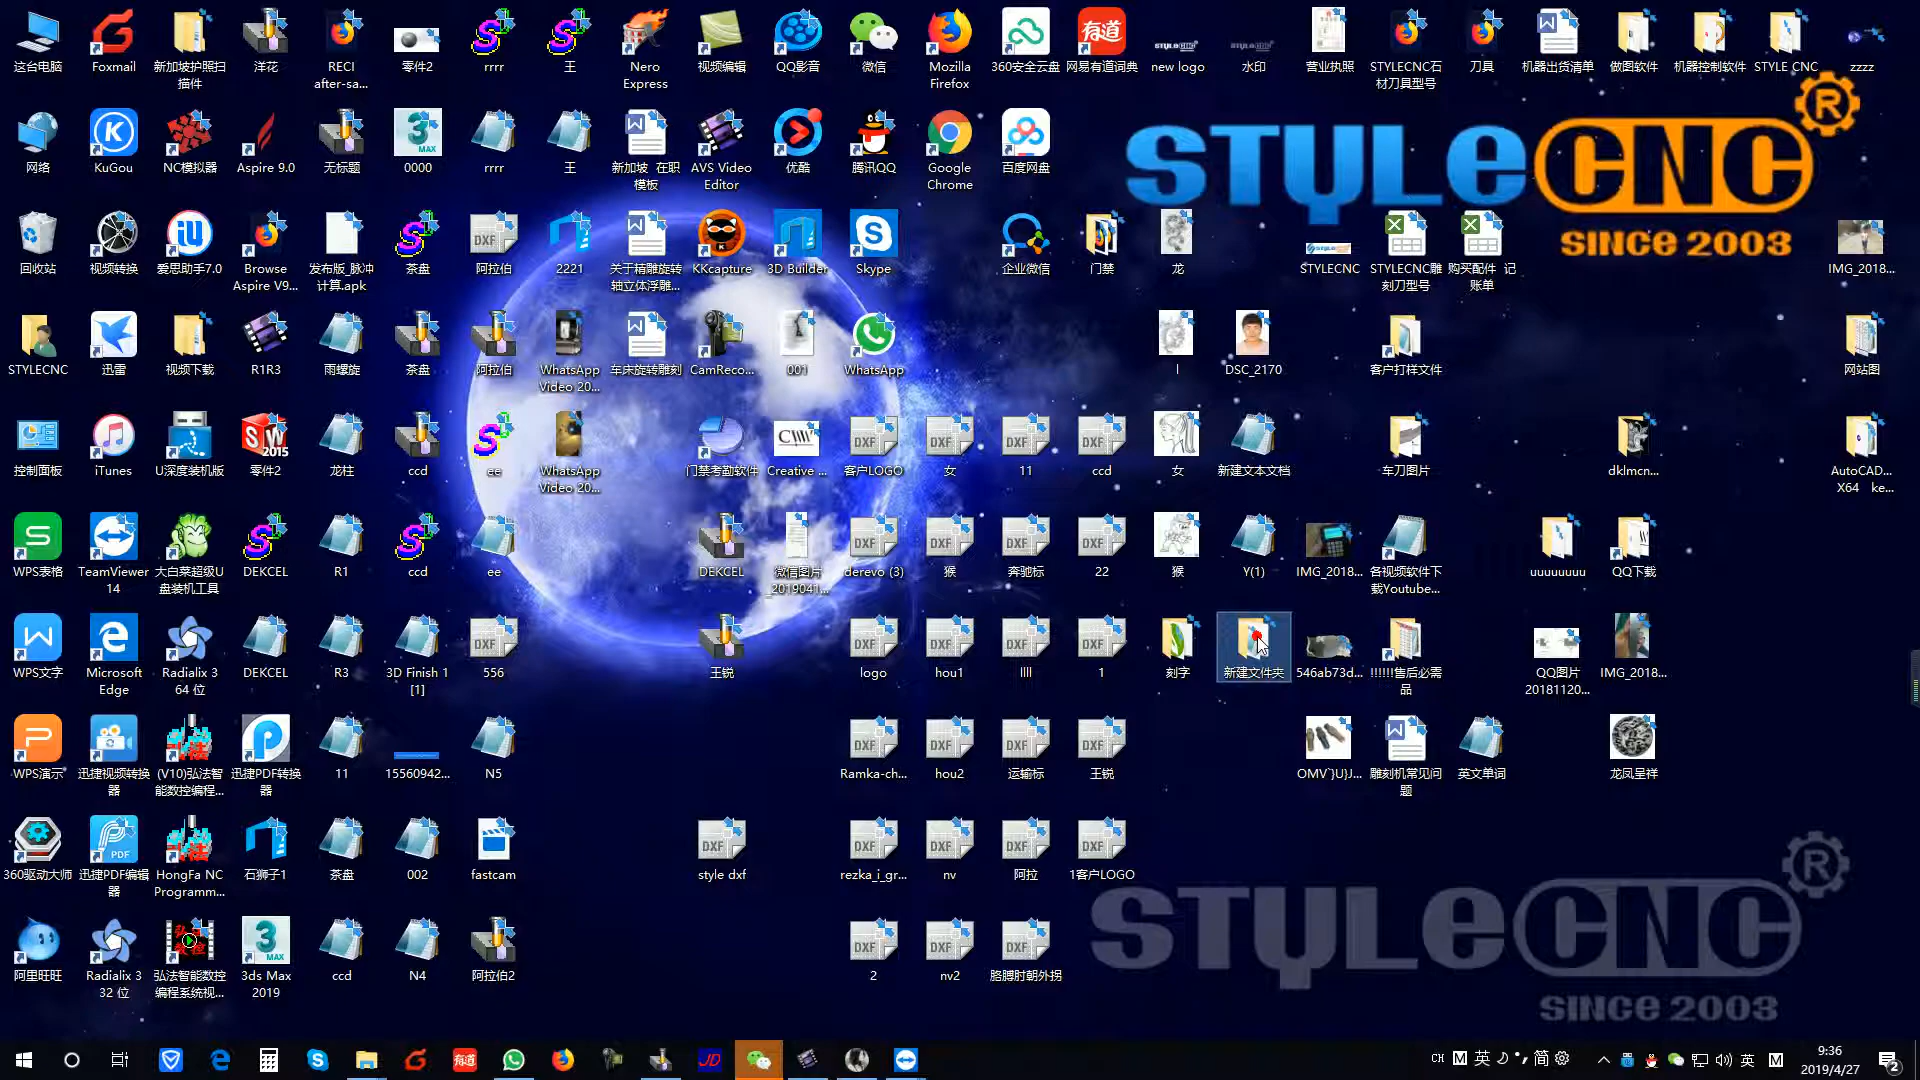 这台电脑
Foxmail
新加坡护照扫
描件
洋花
RECI
after-sa...
零件2
rrrr
王
Nero
Express
视频编辑
QQ影音
微信
Mozilla
Firefox
360安全云盘
网易有道词典
new logo
水印
营业执照
STYLECNC石
材刀具型号
刀具
机器出货清单
做图软件
机器控制软件
STYLE CNC
zzzz
网络
KuGou
NC模拟器
Aspire 9.0
无标题
0000
rrrr
王
新加坡 在职
模板
AVS Video
Editor
优酷
腾讯QQ
Google
Chrome
百度网盘
STYLECNC®
SINCE 2003
回收站
视频转换
爱思助手7.0
Browse
Aspire V9...
发布版_脉冲
计算.apk
茶盘
阿拉伯
2221
关于精雕旋转
轴立体浮雕...
KKcapture
3D Builder
Skype
企业微信
门禁
龙
STYLECNC
STYLECNC雕
刻刀型号
购买配件 记
账单
IMG_2018...
STYLECNC
迅雷
视频下载
R1R3
雨螺旋
茶盘
阿拉伯
WhatsApp
Video 20...
车床旋转雕刻
CamReco...
001
WhatsApp
l
DSC_2170
客户打样文件
网站图
控制面板
iTunes
U深度装机版
零件2
龙柱
ccd
ee
WhatsApp
Video 20...
门禁考勤软件
Creative ...
客户LOGO
女
11
ccd
女
新建文本文档
车刀图片
dklmcn...
AutoCAD...
X64 ke...
WPS表格
TeamViewer
14
大白菜超级U
盘装机工具
DEKCEL
R1
ccd
ee
DEKCEL
微信图片
_2019041...
derevo (3)
猴
奔驰标
22
猴
Y(1)
IMG_2018...
各视频软件下
载Youtube...
uuuuuuuu
QQ下载
WPS文字
Microsoft
Edge
Radialix 3
64 位
DEKCEL
R3
3D Finish 1
[1]
556
王锐
logo
hou1
llll
1
刻字
新建文件夹
546ab73d...
!!!!!!售后必需
品
QQ图片
20181120...
IMG_2018...
WPS演示
迅捷视频转换
器
(V10)弘法智
能数控编程...
迅捷PDF转换
器
11
15560942...
N5
Ramka-ch...
hou2
运输标
王锐
OMV`}U}J...
雕刻机常见问
题
英文单词
龙凤呈祥
360驱动大师
迅捷PDF编辑
器
HongFa NC
Programm...
石狮子1
茶盘
002
fastcam
style dxf
rezka_i_gr...
nv
阿拉
1客户LOGO
阿里旺旺
Radialix 3
32 位
弘法智能数控
编程系统视...
3ds Max
2019
ccd
N4
阿拉伯2
2
nv2
胳膊肘朝外拐
STYLECNC®
SINCE 2003
CH M 英 简
英 M
9:36
2019/4/27
2